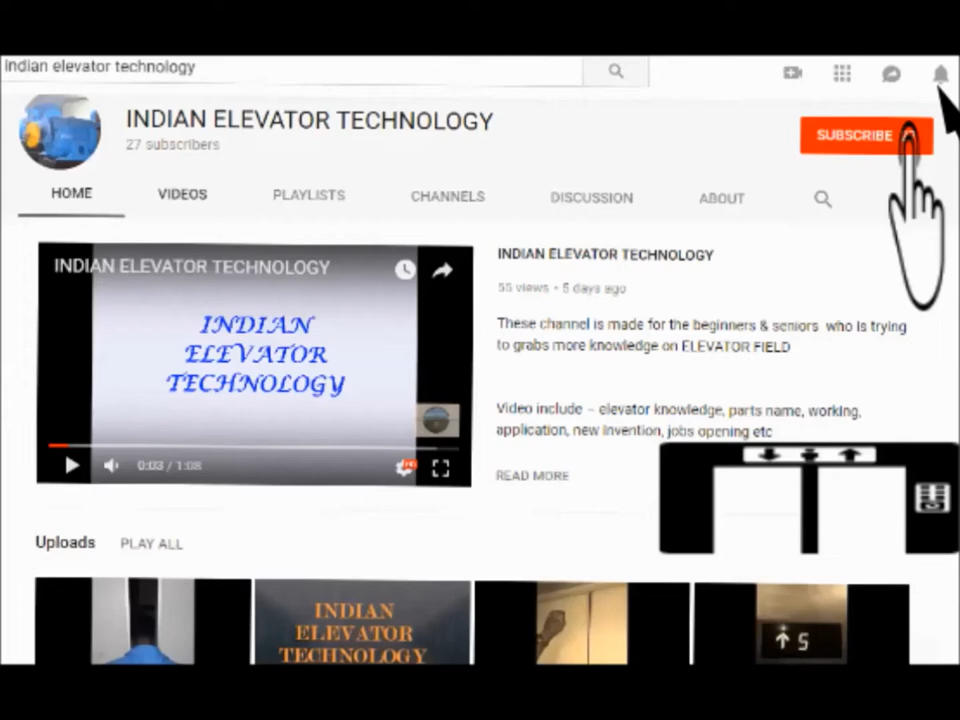 Indian elevator technology
INDIAN ELEVATOR TECHNOLOGY
27 subscribers
SUBSCRIBE
HOME VIDEOS PLAYLISTS CHANNELS DISCUSSION ABOUT
INDIAN ELEVATOR TECHNOLOGY
INDIAN
ELEVATOR
TECHNOLOGY
0:03 / 1:08
HD
INDIAN ELEVATOR TECHNOLOGY
55 views • 5 days ago
These channel is made for the beginners & seniors who is trying
to grabs more knowledge on ELEVATOR FIELD
Video include – elevator knowledge, parts name, working,
application, new invention, jobs opening etc
READ MORE
Uploads PLAY ALL
INDIAN
ELEVATOR
TECHNOLOGY
5